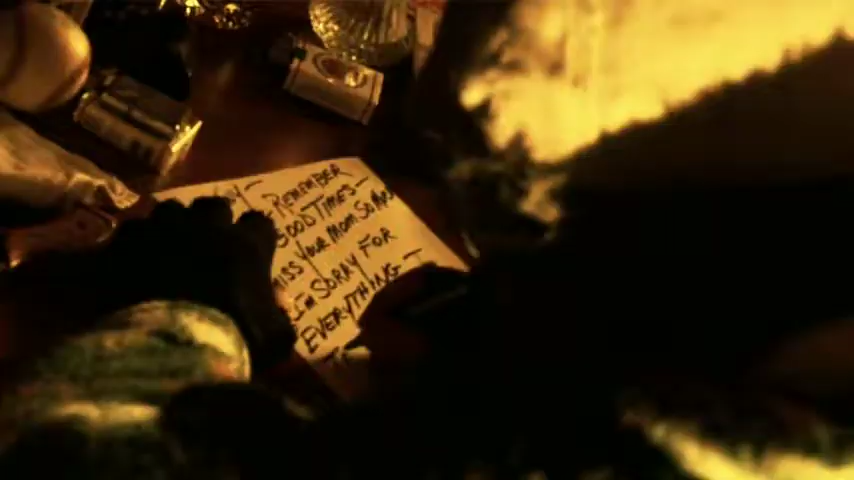 REMEMBER
GOOD TIMES—
MISS YOUR MOM SO
I'M SORRY FOR
EVERYTHING—